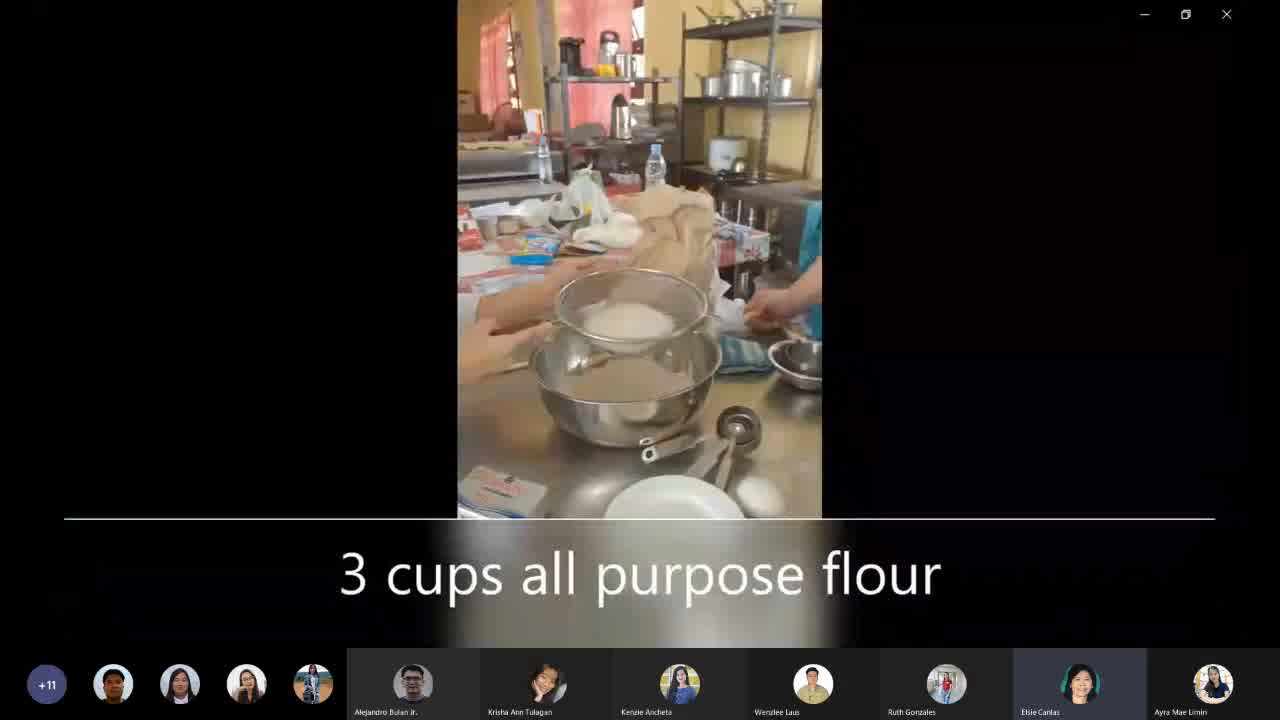 3 cups all purpose flour
+11
Alejandro Bulan Jr.
Krisha Ann Tulagan
Kenzie Ancheta
Wenzlee Laus
Ruth Gonzales
Elsie Canlas
Ayra Mae Limin